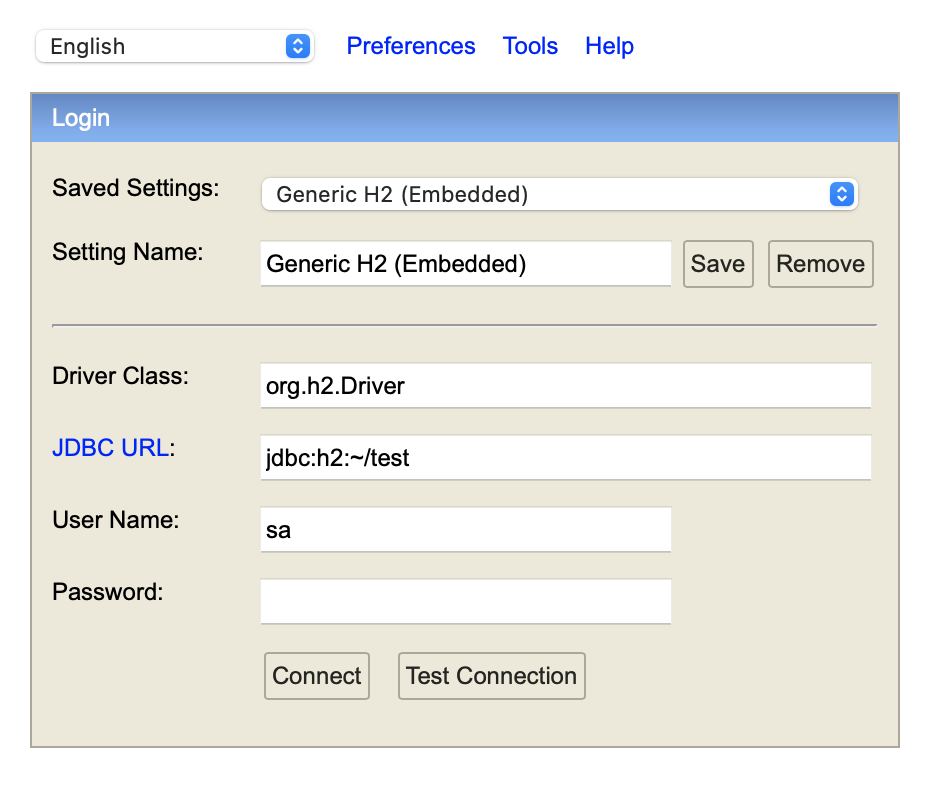 English Preferences Tools Help
Login
Saved Settings: Generic H2 (Embedded)
Setting Name: Generic H2 (Embedded) Save Remove
Driver Class: org.h2.Driver
JDBC URL: jdbc:h2:~/test
User Name: sa
Password:
Connect Test Connection